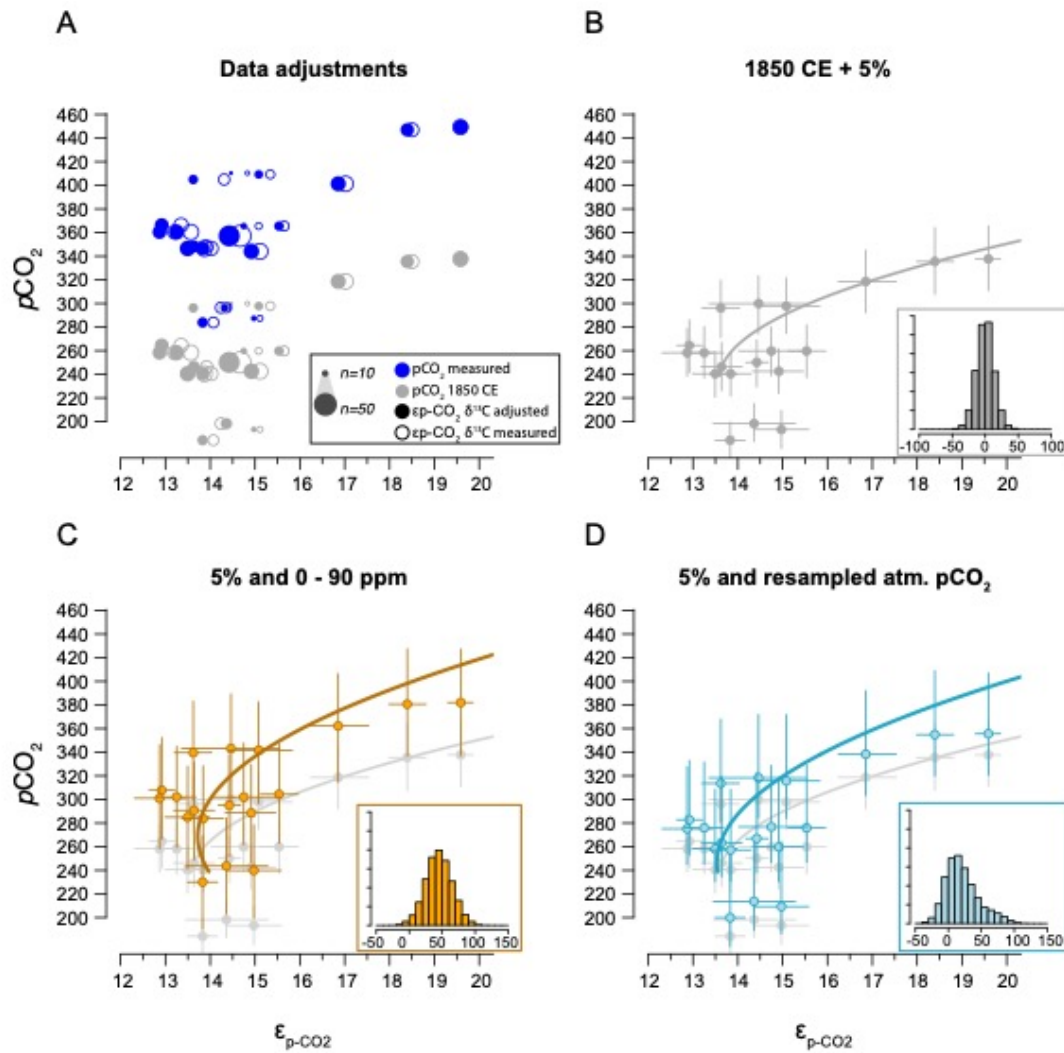 A
Data adjustments
pCO₂
460
440
420
400
380
360
340
320
300
280
260
240
220
200
12 13 14 15 16 17 18 19 20
n=10
n=50
pCO₂ measured
pCO₂ 1850 CE
εp-CO₂ δ¹³C adjusted
εp-CO₂ δ¹³C measured
B
1850 CE + 5%
460
440
420
400
380
360
340
320
300
280
260
240
220
200
12 13 14 15 16 17 18 19 20
-100 -50 0 50 100
C
5% and 0 - 90 ppm
pCO₂
460
440
420
400
380
360
340
320
300
280
260
240
220
200
12 13 14 15 16 17 18 19 20
-50 0 50 100 150
εp-CO2
D
5% and resampled atm. pCO₂
460
440
420
400
380
360
340
320
300
280
260
240
220
200
12 13 14 15 16 17 18 19 20
-50 0 50 100 150
εp-CO2